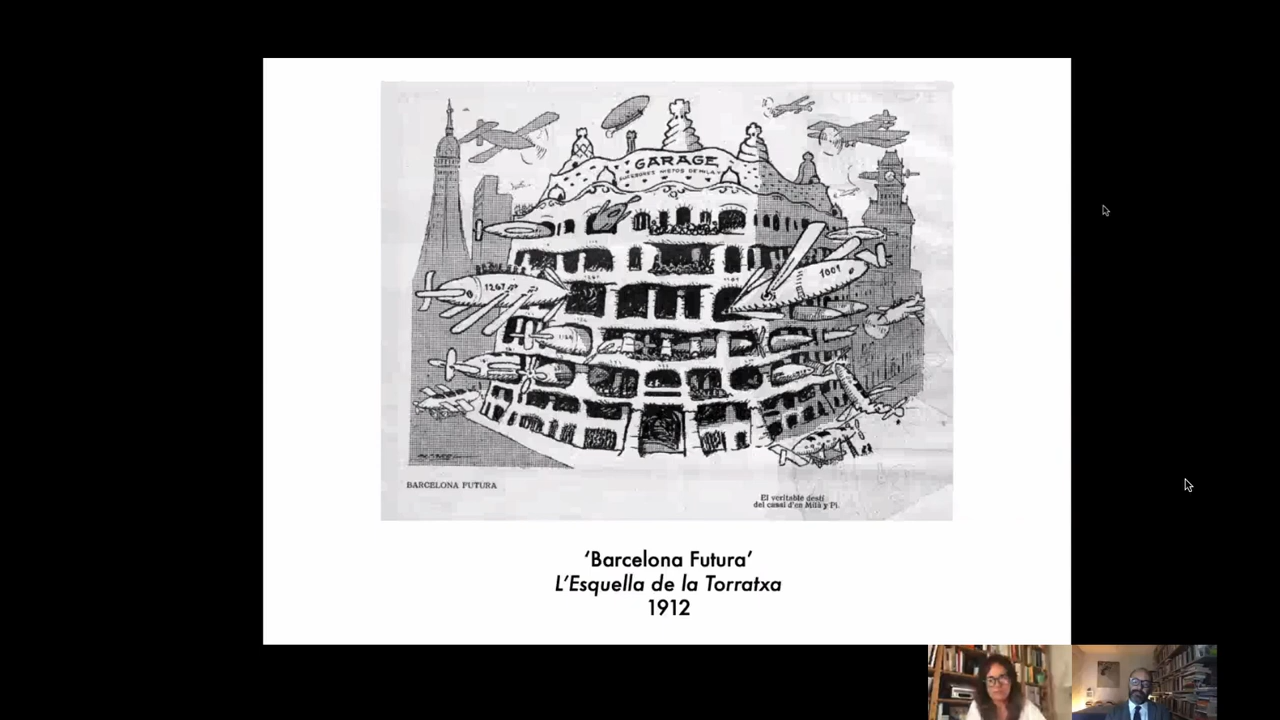 GARAGE
1267
1001
BARCELONA FUTURA
El veritable destí
del casal d'en Milà y Pi.
‘Barcelona Futura’
L’Esquella de la Torratxa
1912